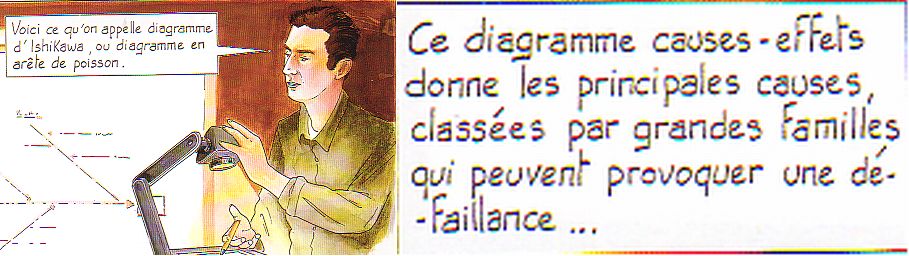 Voici ce qu'on appelle diagramme
d'Ishikawa, ou diagramme en
arête de poisson.
Ce diagramme causes-effets
donne les principales causes,
classées par grandes familles
qui peuvent provoquer une dé-
-faillance...